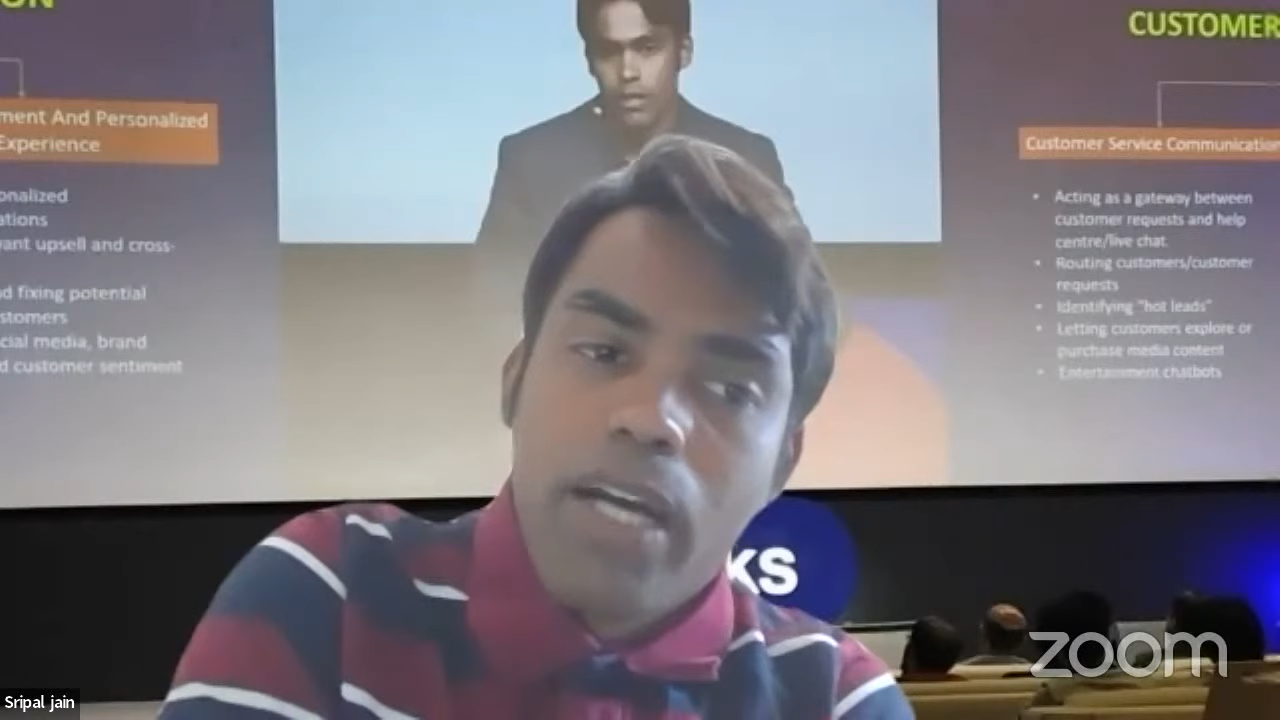 ON
ment And Personalized
Experience
onalized
ations
vant upsell and cross-
nd fixing potential
stomers
cial media, brand
d customer sentiment
CUSTOMER
Customer Service Communication
• Acting as a gateway between
customer requests and help
centre/live chat
• Routing customers/customer
requests
• Identifying "hot leads"
• Letting customers explore or
purchase media content
• Entertainment chatbots
ks
zoom
Sripal jain